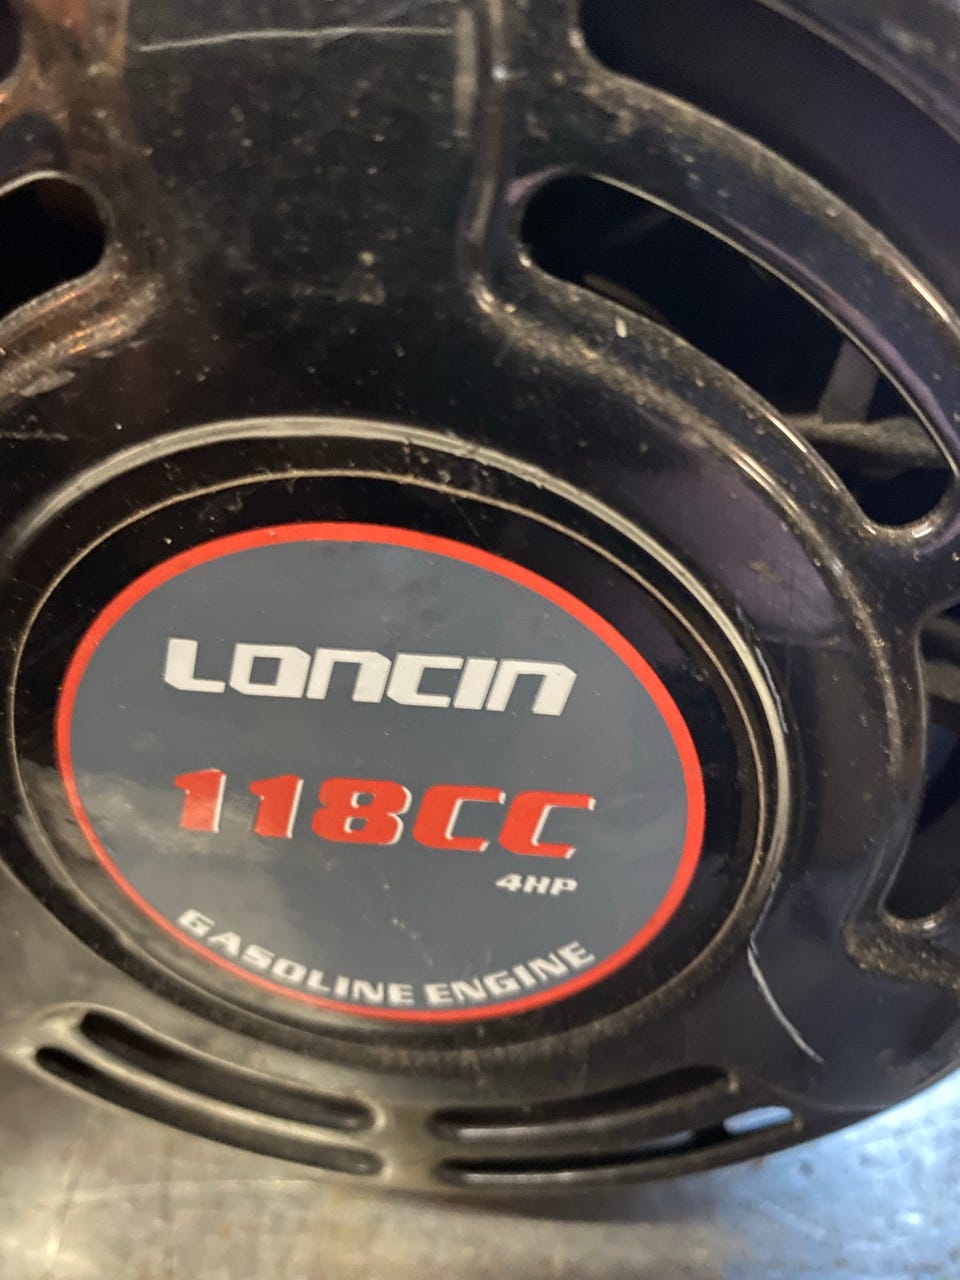 LONCIN
118CC
4HP
GASOLINE ENGINE